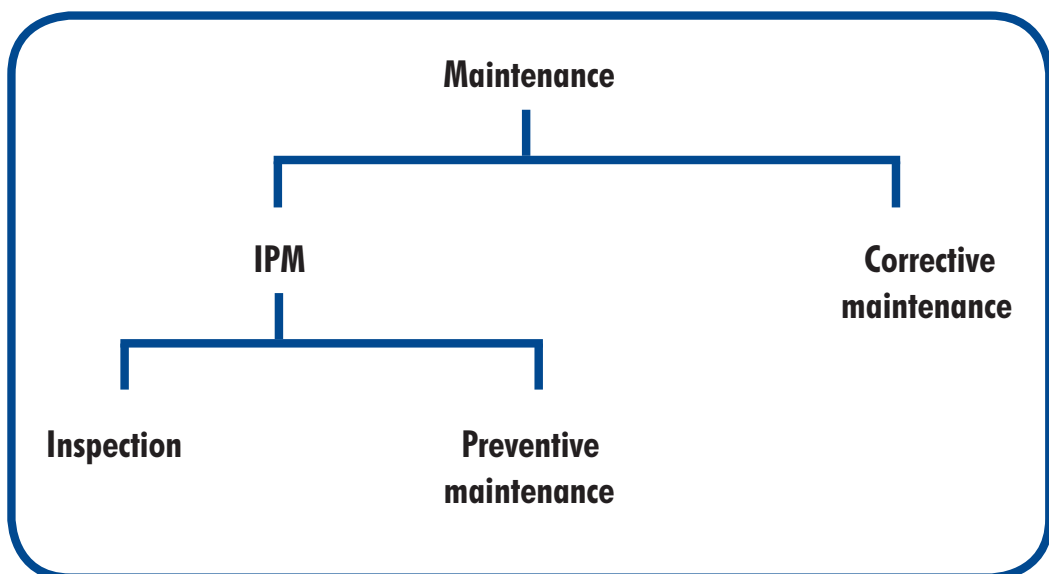 Maintenance
IPM
Corrective
maintenance
Inspection
Preventive
maintenance